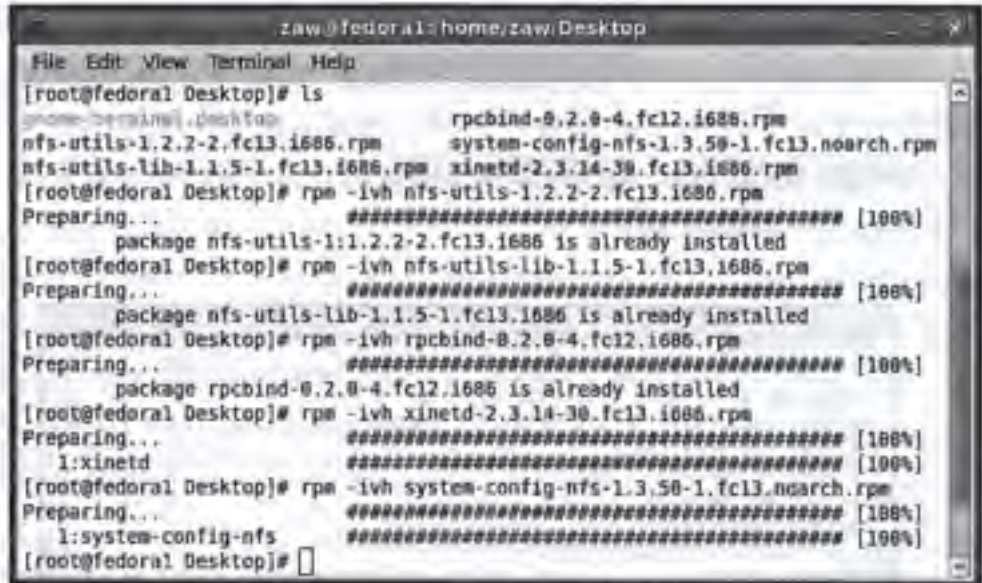 zaw@fedora1:home/zaw/Desktop
File Edit View Terminal Help
[root@fedora1 Desktop]# ls
gnome-terminal.desktop rpcbind-0.2.0-4.fc12.i686.rpm
nfs-utils-1.2.2-2.fc13.i686.rpm system-config-nfs-1.3.50-1.fc13.noarch.rpm
nfs-utils-lib-1.1.5-1.fc13.i686.rpm xinetd-2.3.14-30.fc13.i686.rpm
[root@fedora1 Desktop]# rpm -ivh nfs-utils-1.2.2-2.fc13.i686.rpm
Preparing... ########################################### [100%]
package nfs-utils-1:1.2.2-2.fc13.i686 is already installed
[root@fedora1 Desktop]# rpm -ivh nfs-utils-lib-1.1.5-1.fc13.i686.rpm
Preparing... ########################################### [100%]
package nfs-utils-lib-1.1.5-1.fc13.i686 is already installed
[root@fedora1 Desktop]# rpm -ivh rpcbind-0.2.0-4.fc12.i686.rpm
Preparing... ########################################### [100%]
package rpcbind-0.2.0-4.fc12.i686 is already installed
[root@fedora1 Desktop]# rpm -ivh xinetd-2.3.14-30.fc13.i686.rpm
Preparing... ########################################### [100%]
1:xinetd ########################################### [100%]
[root@fedora1 Desktop]# rpm -ivh system-config-nfs-1.3.50-1.fc13.noarch.rpm
Preparing... ########################################### [100%]
1:system-config-nfs ########################################### [100%]
[root@fedora1 Desktop]#